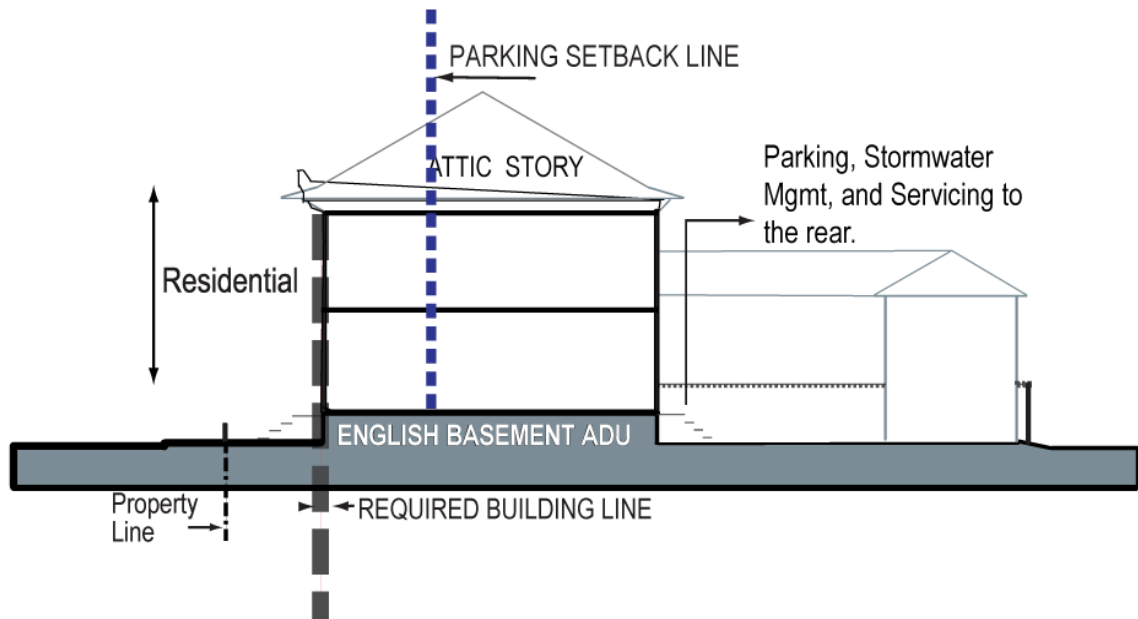 PARKING SETBACK LINE
ATTIC STORY
Parking, Stormwater
Mgmt, and Servicing to
the rear.
Residential
ENGLISH BASEMENT ADU
Property
Line
REQUIRED BUILDING LINE